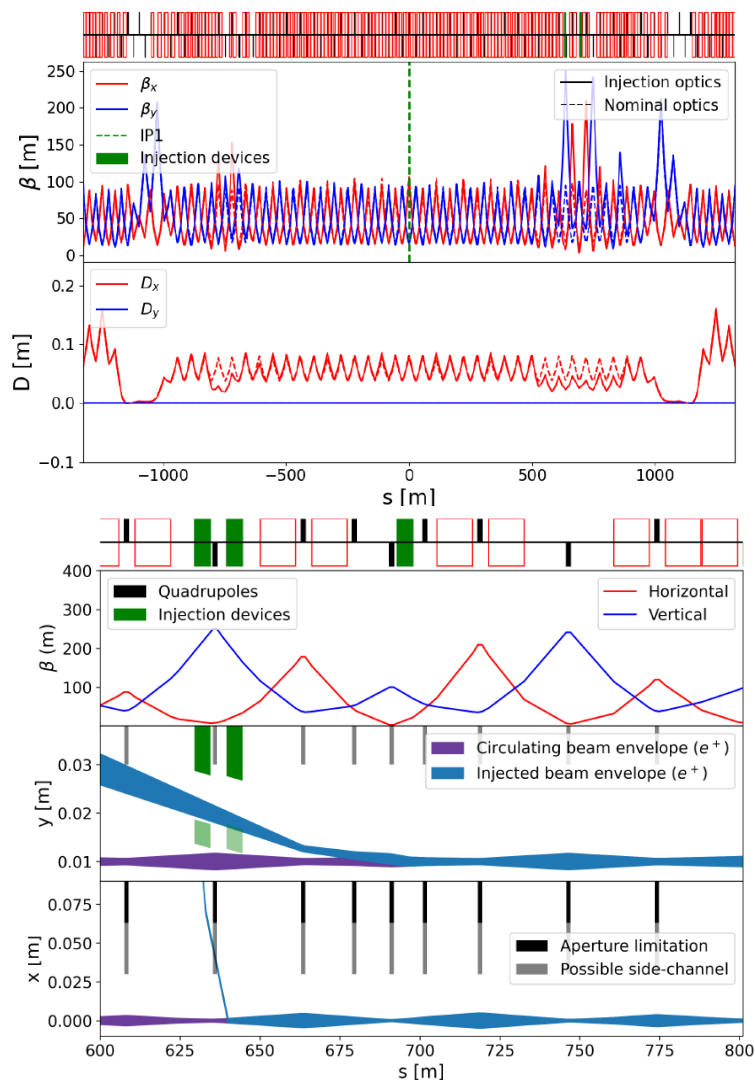 250
200
150
100
50
0
β [m]
βx
βy
IP1
Injection devices
Injection optics
Nominal optics
0.2
0.1
0.0
−0.1
D [m]
Dx
Dy
−1000 −500 0 500 1000
s [m]
400
300
200
100
β (m)
Quadrupoles
Injection devices
Horizontal
Vertical
0.03
0.02
0.01
y [m]
Circulating beam envelope (e+)
Injected beam envelope (e+)
0.075
0.050
0.025
0.000
x [m]
Aperture limitation
Possible side-channel
600 625 650 675 700 725 750 775 800
s [m]